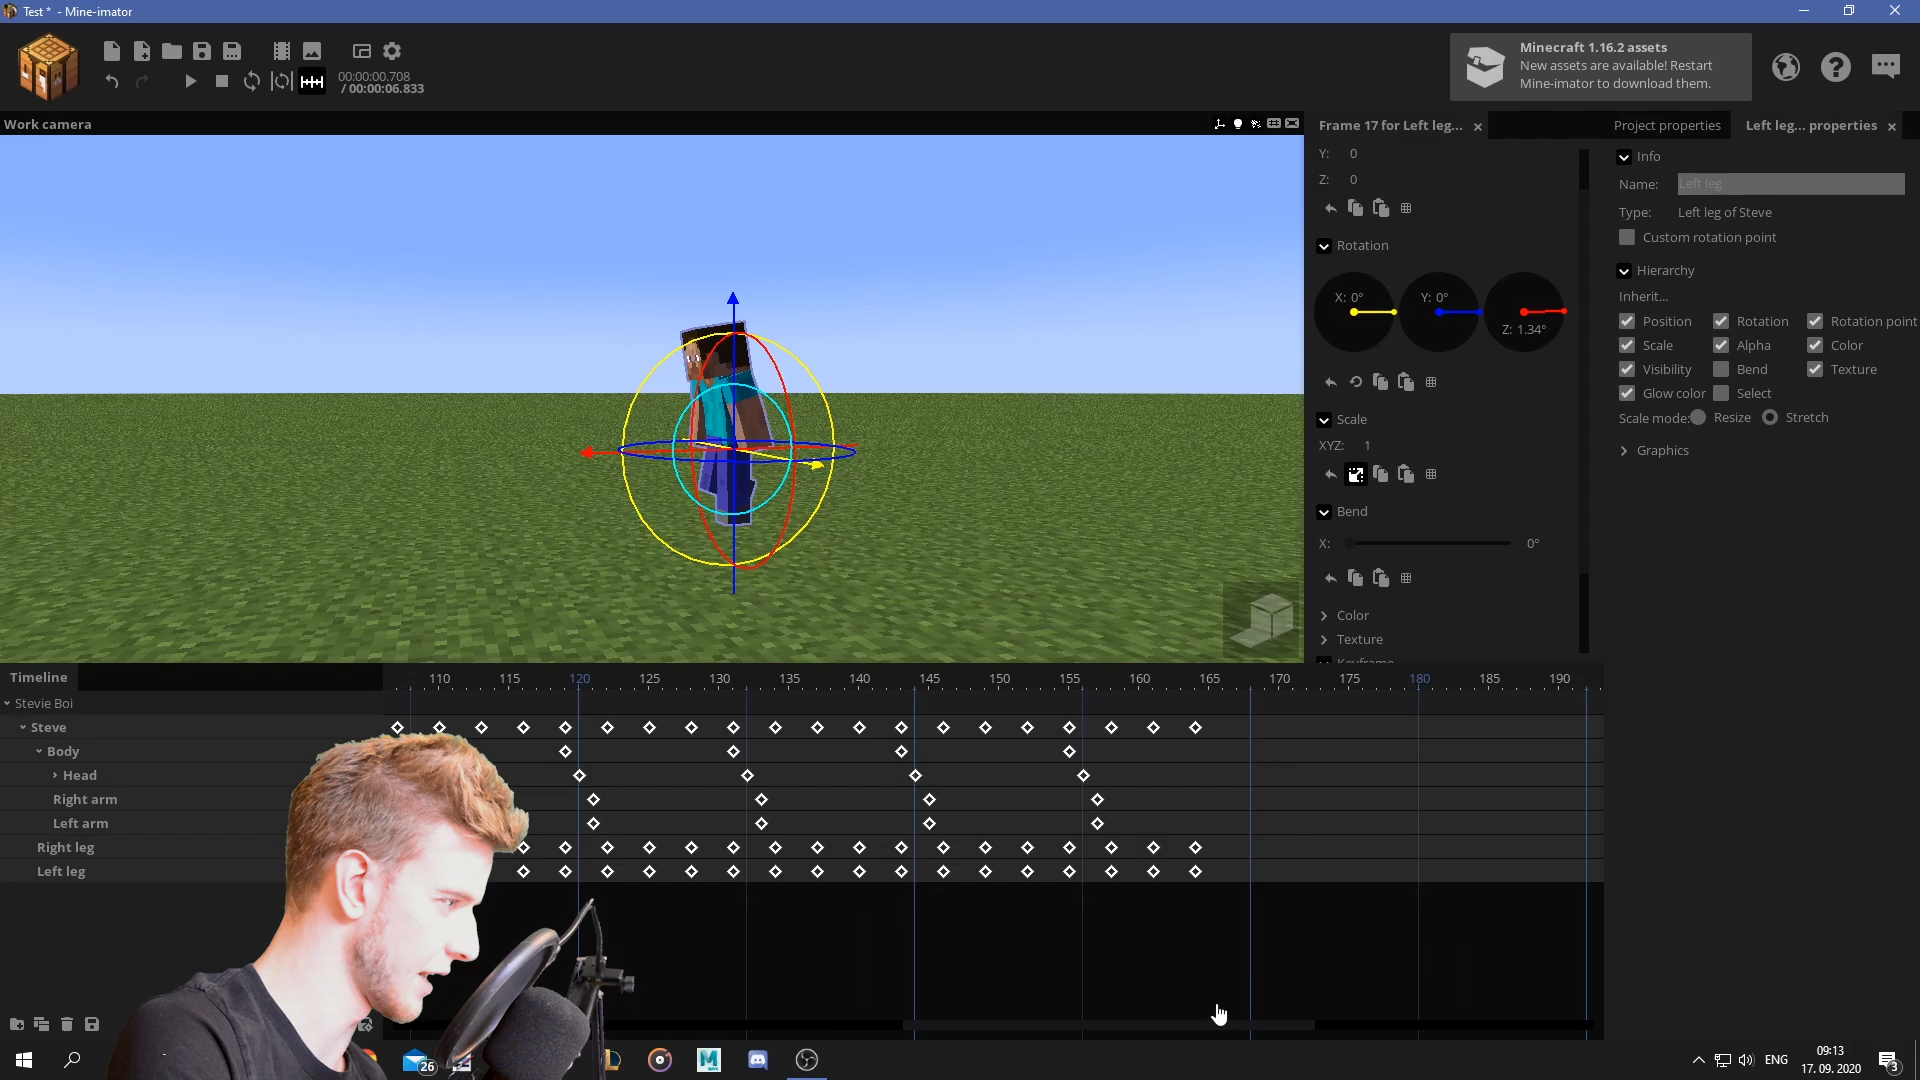 Test * - Mine-imator
00:00:00.708
/ 00:00:06.833
Minecraft 1.16.2 assets
New assets are available! Restart
Mine-imator to download them.
Work camera
Frame 17 for Left leg...
Project properties
Left leg... properties
Y: 0
Z: 0
Rotation
X: 0°
Y: 0°
Z: 1.34°
Scale
XYZ: 1
Bend
X: 0°
Color
Texture
Keyframe
Info
Name: Left leg
Type: Left leg of Steve
Custom rotation point
Hierarchy
Inherit...
Position Rotation Rotation point
Scale Alpha Color
Visibility Bend Texture
Glow color Select
Scale mode: Resize Stretch
Graphics
Timeline
110 115 120 125 130 135 140 145 150 155 160 165 170 175 180 185 190
Stevie Boi
Steve
Body
Head
Right arm
Left arm
Right leg
Left leg
26
ENG
09:13
17. 09. 2020
3